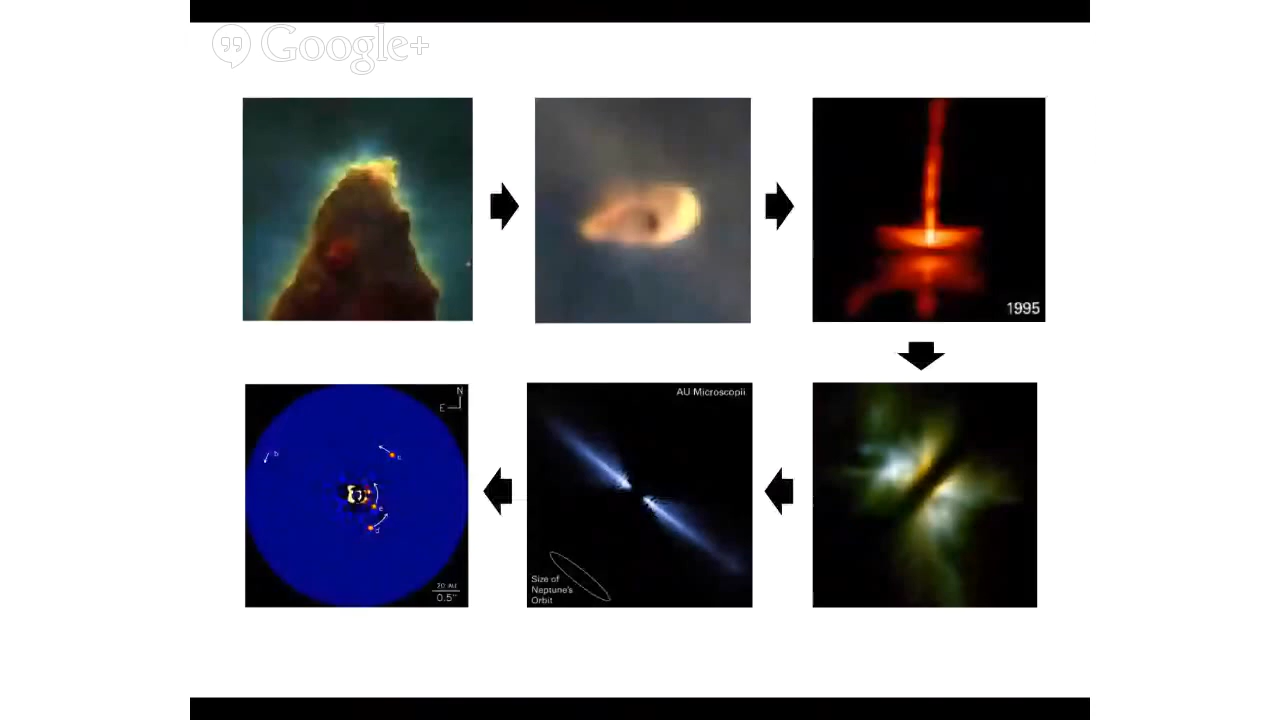 Google+
1995
N
E
b
c
e
d
20 AU
0.5"
AU Microscopii
Size of
Neptune's
Orbit